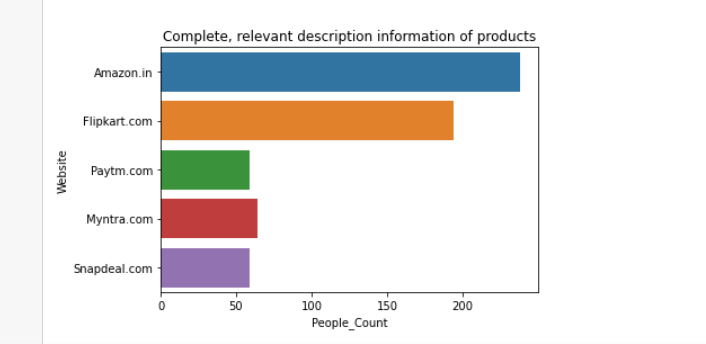 Complete, relevant description information of products
Amazon.in
Flipkart.com
Paytm.com
Myntra.com
Snapdeal.com
Website
0 50 100 150 200
People_Count